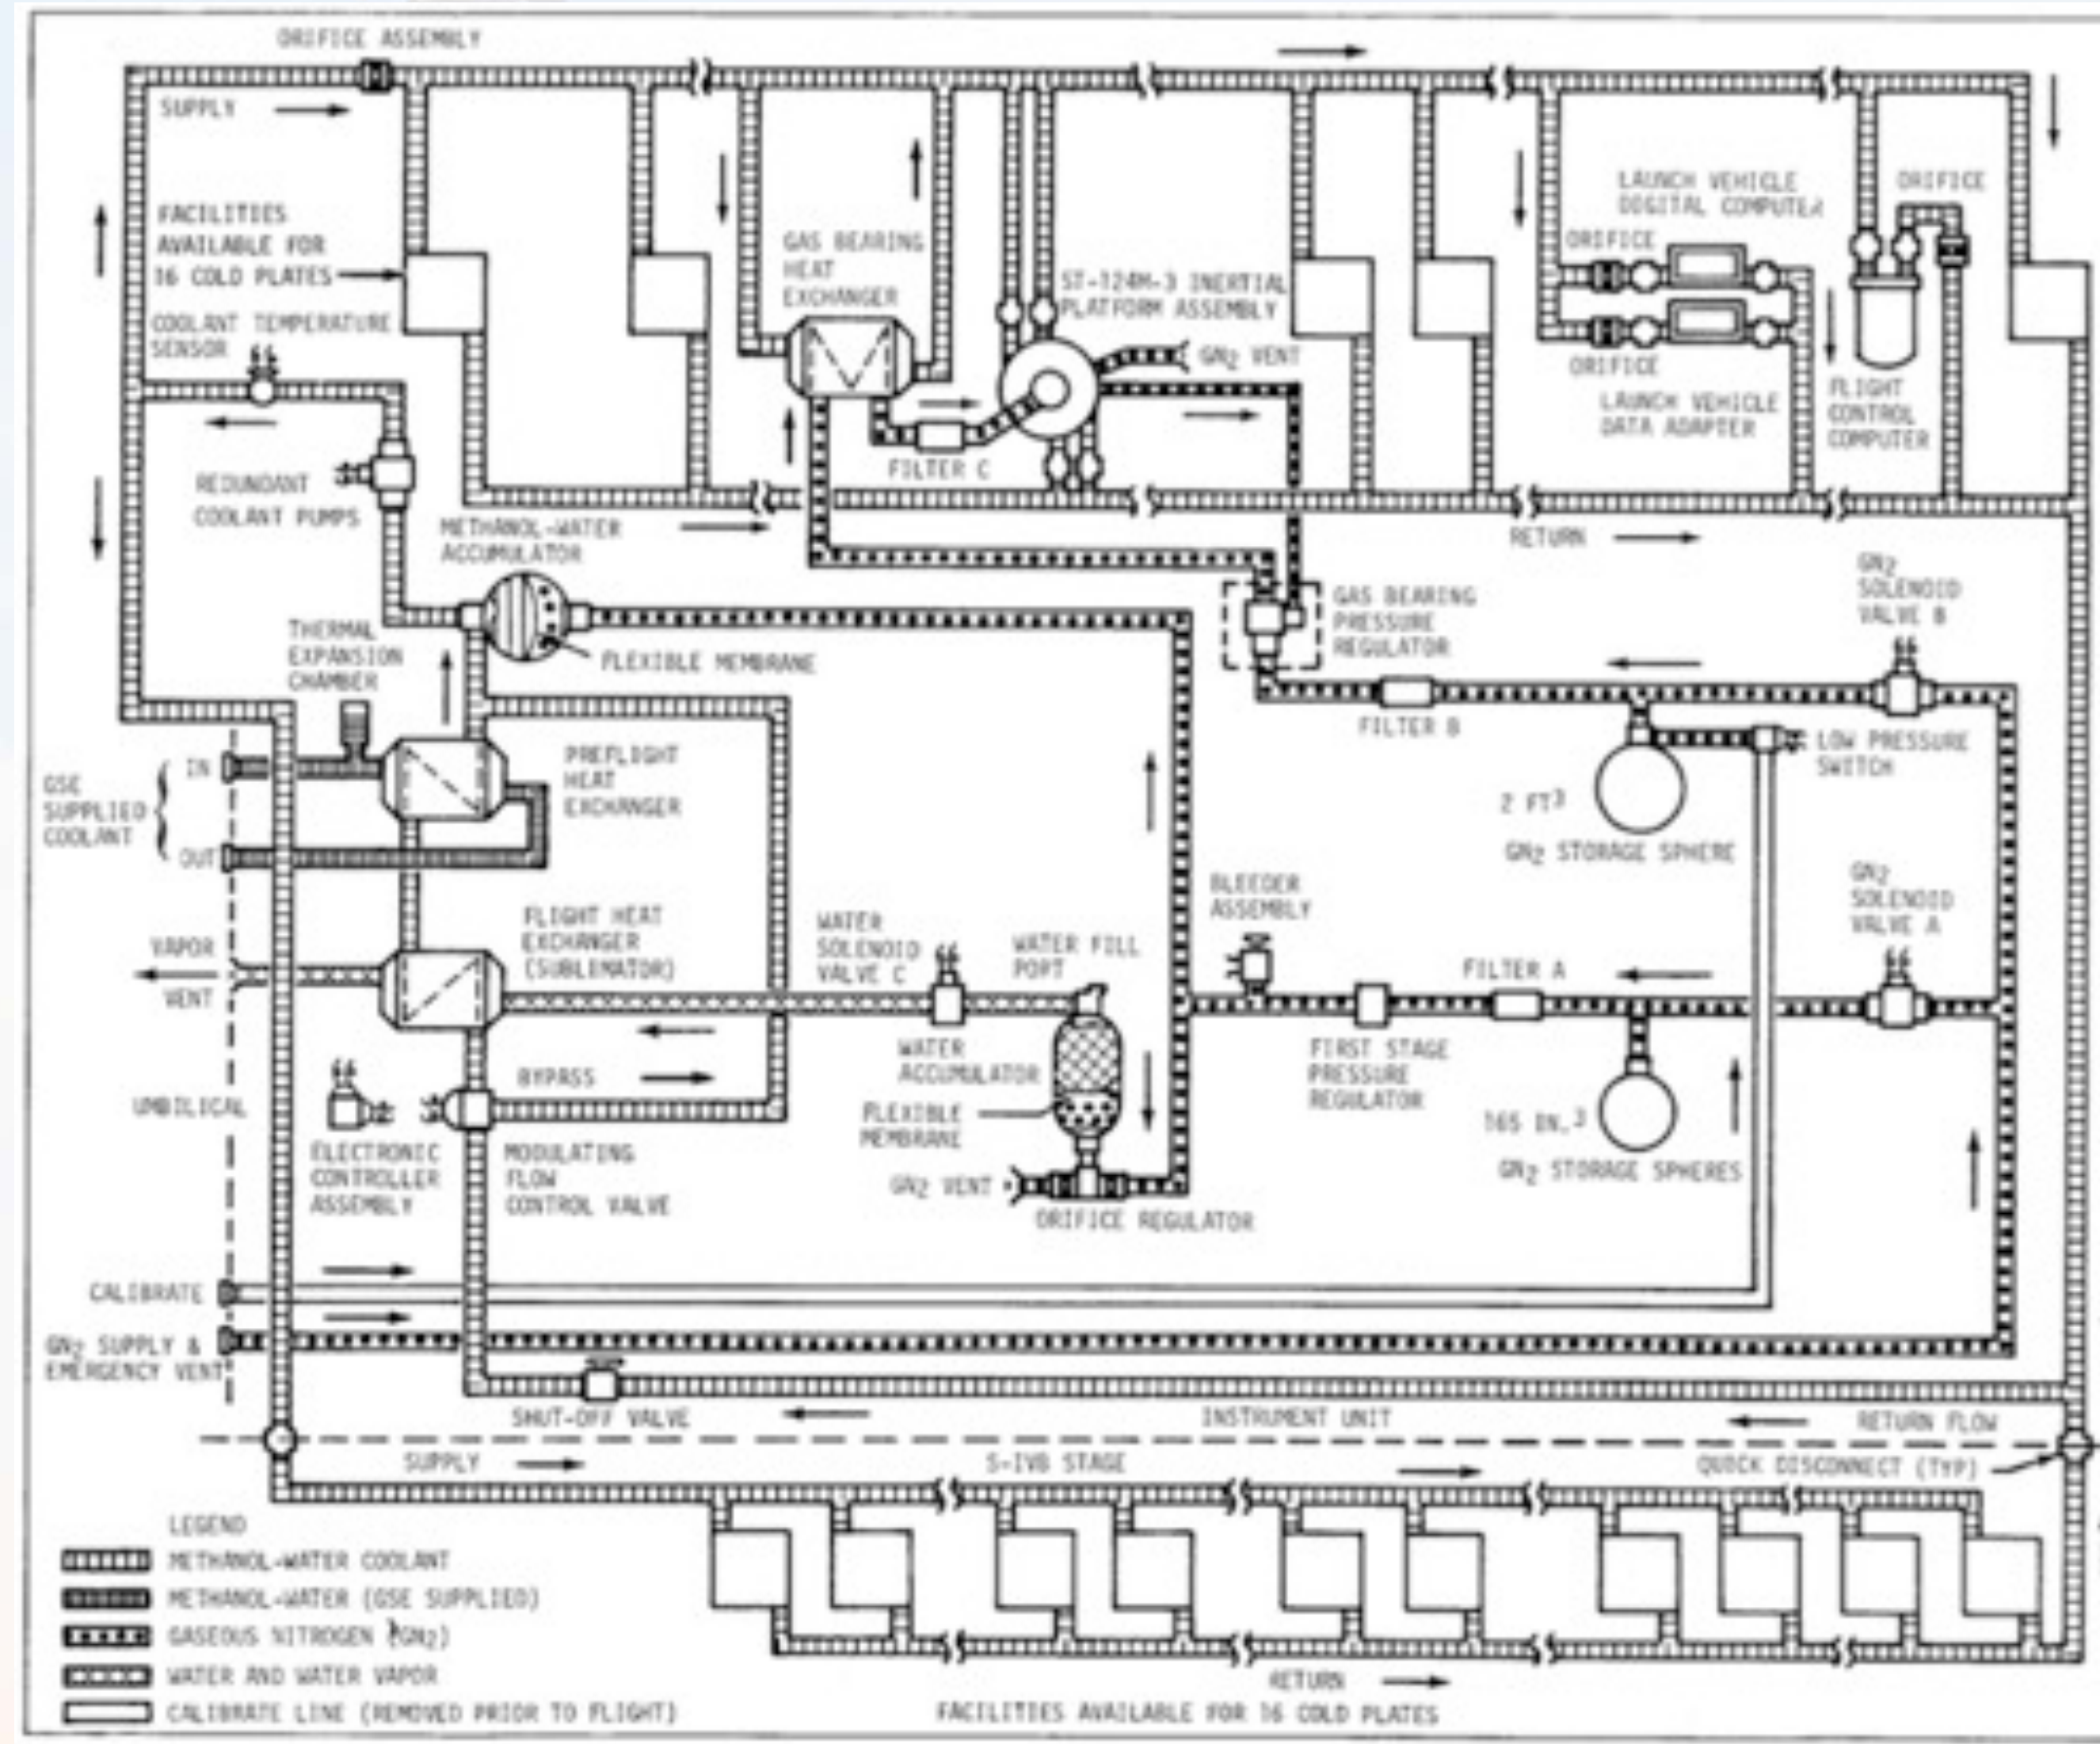 ORIFICE ASSEMBLY
SUPPLY
FACILITIES
AVAILABLE FOR
16 COLD PLATES
COOLANT TEMPERATURE
SENSOR
REDUNDANT
COOLANT PUMPS
METHANOL-WATER
ACCUMULATOR
GAS BEARING
HEAT
EXCHANGER
FILTER C
ST-124M-3 INERTIAL
PLATFORM ASSEMBLY
GN2 VENT
LAUNCH VEHICLE
DIGITAL COMPUTER
ORIFICE
ORIFICE
ORIFICE
LAUNCH VEHICLE
DATA ADAPTER
FLIGHT
CONTROL
COMPUTER
RETURN
THERMAL
EXPANSION
CHAMBER
FLEXIBLE MEMBRANE
GAS BEARING
PRESSURE
REGULATOR
GN2
SOLENOID
VALVE B
FILTER B
LOW PRESSURE
SWITCH
2 FT3
GN2 STORAGE SPHERE
GSE
SUPPLIED
COOLANT
IN
OUT
PREFLIGHT
HEAT
EXCHANGER
VAPOR
VENT
FLIGHT HEAT
EXCHANGER
(SUBLIMATOR)
WATER
SOLENOID
VALVE C
WATER FILL
PORT
BLEEDER
ASSEMBLY
FILTER A
GN2
SOLENOID
VALVE A
WATER
ACCUMULATOR
FLEXIBLE
MEMBRANE
FIRST STAGE
PRESSURE
REGULATOR
165 IN.3
GN2 STORAGE SPHERES
BYPASS
UMBILICAL
ELECTRONIC
CONTROLLER
ASSEMBLY
MODULATING
FLOW
CONTROL VALVE
GN2 VENT
ORIFICE REGULATOR
CALIBRATE
GN2 SUPPLY &
EMERGENCY VENT
SHUT-OFF VALVE
INSTRUMENT UNIT
RETURN FLOW
SUPPLY
S-IVB STAGE
QUICK DISCONNECT (TYP)
LEGEND
METHANOL-WATER COOLANT
METHANOL-WATER (GSE SUPPLIED)
GASEOUS NITROGEN (GN2)
WATER AND WATER VAPOR
CALIBRATE LINE (REMOVED PRIOR TO FLIGHT)
RETURN
FACILITIES AVAILABLE FOR 16 COLD PLATES